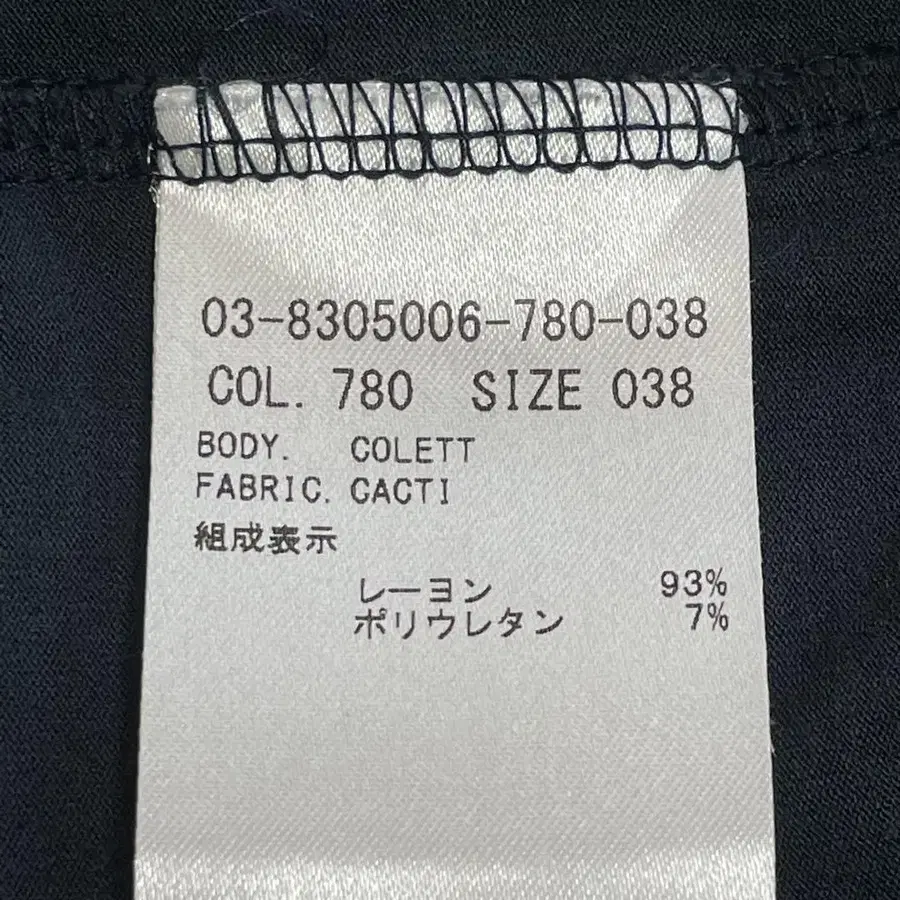 03-8305006-780-038
COL. 780 SIZE 038
BODY. COLETT
FABRIC. CACTI
組成表示
レーヨン 93%
ポリウレタン 7%